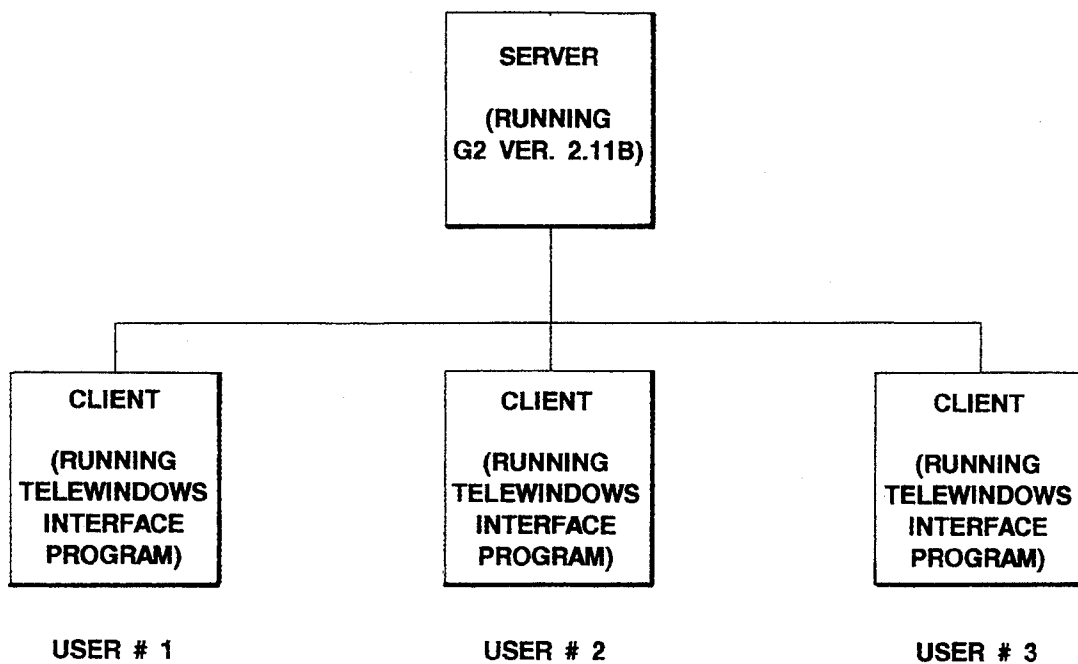 SERVER
(RUNNING
G2 VER. 2.11B)
CLIENT
(RUNNING
TELEWINDOWS
INTERFACE
PROGRAM)
USER # 1
CLIENT
(RUNNING
TELEWINDOWS
INTERFACE
PROGRAM)
USER # 2
CLIENT
(RUNNING
TELEWINDOWS
INTERFACE
PROGRAM)
USER # 3